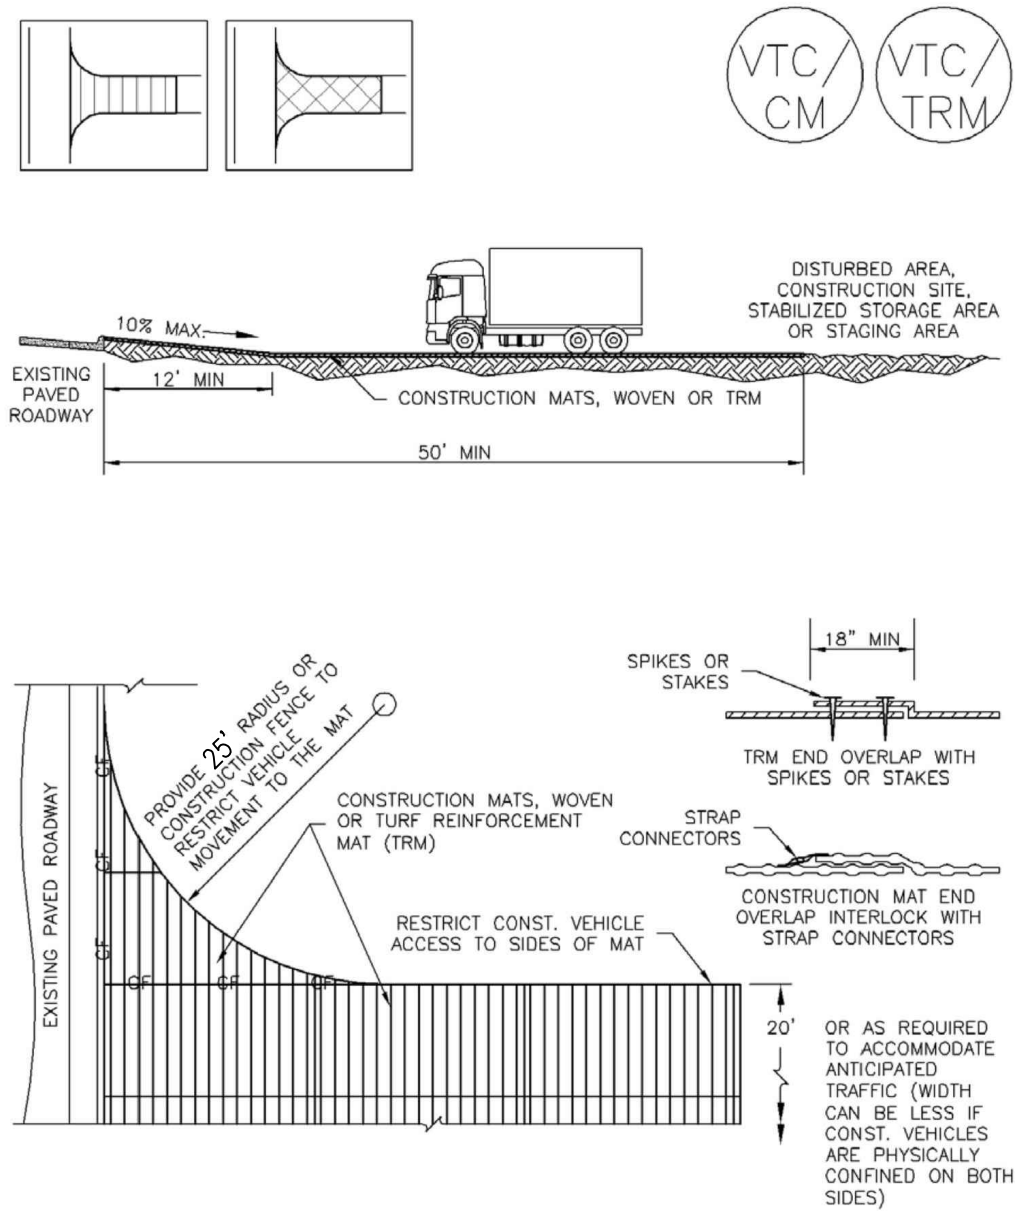 VTC/
CM
VTC/
TRM
DISTURBED AREA,
CONSTRUCTION SITE,
STABILIZED STORAGE AREA
OR STAGING AREA
10% MAX.
EXISTING
PAVED
ROADWAY
12' MIN
CONSTRUCTION MATS, WOVEN OR TRM
50' MIN
18" MIN
SPIKES OR
STAKES
TRM END OVERLAP WITH
SPIKES OR STAKES
PROVIDE 25' RADIUS OR
CONSTRUCTION FENCE TO
RESTRICT VEHICLE
MOVEMENT TO THE MAT
CONSTRUCTION MATS, WOVEN
OR TURF REINFORCEMENT
MAT (TRM)
STRAP
CONNECTORS
CONSTRUCTION MAT END
OVERLAP INTERLOCK WITH
STRAP CONNECTORS
RESTRICT CONST. VEHICLE
ACCESS TO SIDES OF MAT
EXISTING PAVED ROADWAY
CF
CF
CF
CF
CF
CF
20'
OR AS REQUIRED
TO ACCOMMODATE
ANTICIPATED
TRAFFIC (WIDTH
CAN BE LESS IF
CONST. VEHICLES
ARE PHYSICALLY
CONFINED ON BOTH
SIDES)